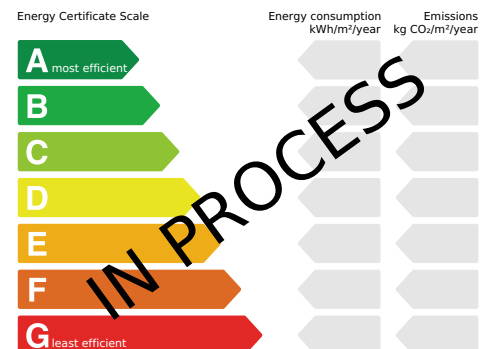 Energy Certificate Scale
Energy consumption
kWh/m²/year
Emissions
kg CO₂/m²/year
A most efficient
B
C
D
E
F
G least efficient
IN PROCESS